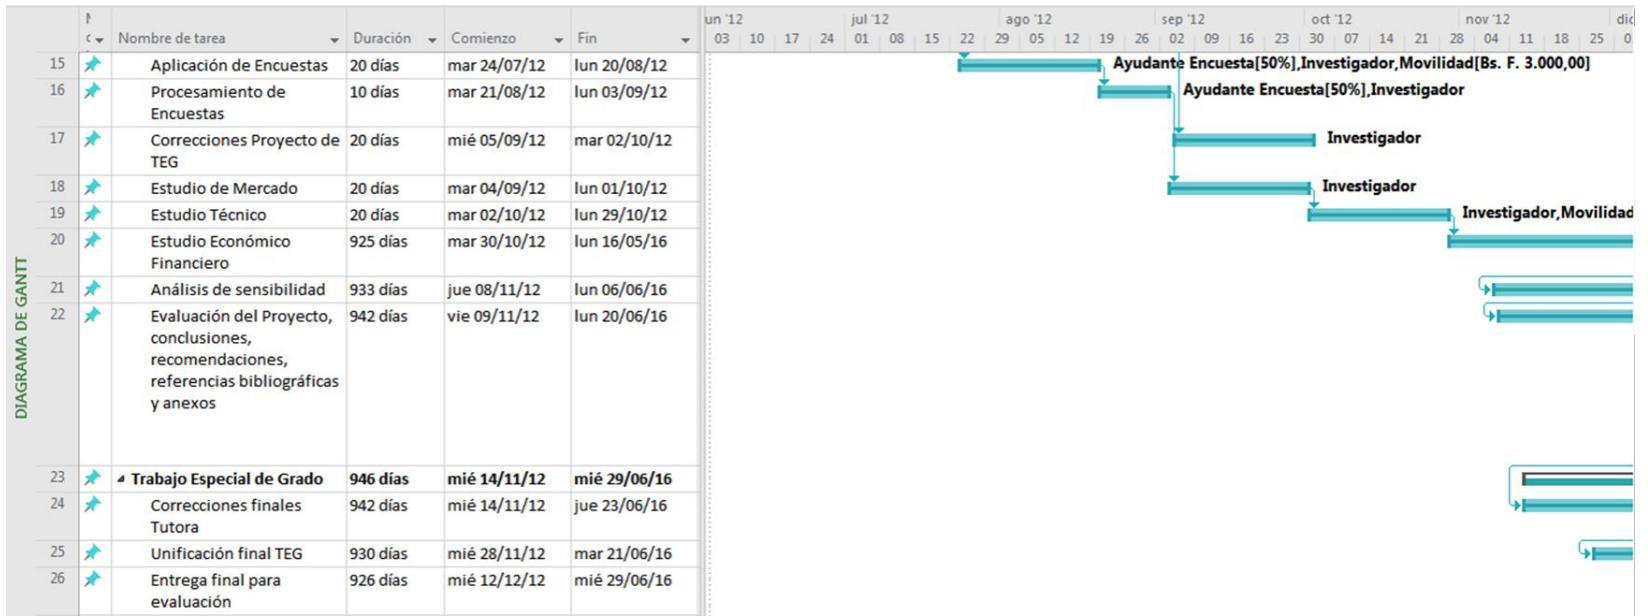 un '12 jul '12 ago '12 sep '12 oct '12 nov '12 dic
Nombre de tarea Duración Comienzo Fin 03 10 17 24 01 08 15 22 29 05 12 19 26 02 09 16 23 30 07 14 21 28 04 11 18 25 0
DIAGRAMA DE GANTT
15 Aplicación de Encuestas 20 días mar 24/07/12 lun 20/08/12 Ayudante Encuesta[50%],Investigador,Movilidad[Bs. F. 3.000,00]
16 Procesamiento de 10 días mar 21/08/12 lun 03/09/12 Ayudante Encuesta[50%],Investigador
Encuestas
17 Correcciones Proyecto de 20 días mié 05/09/12 mar 02/10/12 Investigador
TEG
18 Estudio de Mercado 20 días mar 04/09/12 lun 01/10/12 Investigador
19 Estudio Técnico 20 días mar 02/10/12 lun 29/10/12 Investigador,Movilidad
20 Estudio Económico 925 días mar 30/10/12 lun 16/05/16
Financiero
21 Análisis de sensibilidad 933 días jue 08/11/12 lun 06/06/16
22 Evaluación del Proyecto, 942 días vie 09/11/12 lun 20/06/16
conclusiones,
recomendaciones,
referencias bibliográficas
y anexos
23 Trabajo Especial de Grado 946 días mié 14/11/12 mié 29/06/16
24 Correcciones finales 942 días mié 14/11/12 jue 23/06/16
Tutora
25 Unificación final TEG 930 días mié 28/11/12 mar 21/06/16
26 Entrega final para 926 días mié 12/12/12 mié 29/06/16
evaluación